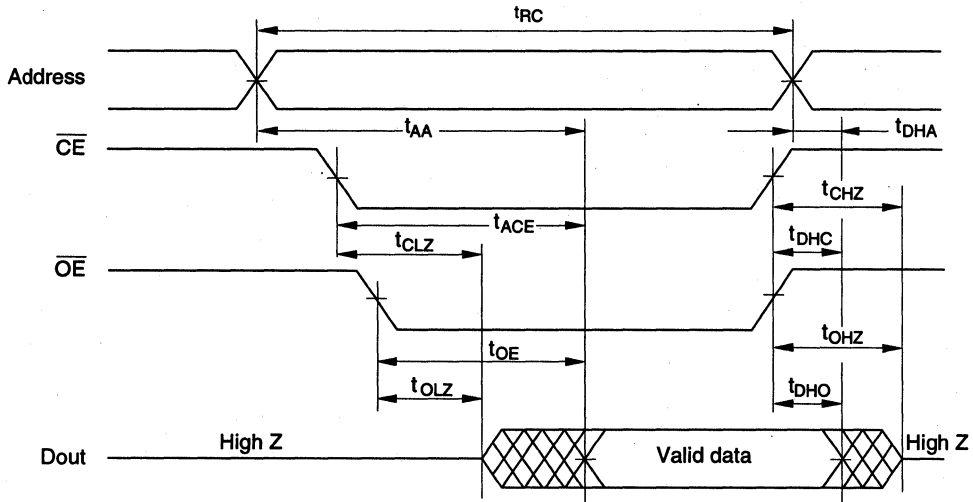 tRC
Address
tAA
tDHA
CE
tCHZ
tACE
tCLZ
tDHC
OE
tOE
tOHZ
tOLZ
tDHO
High Z
High Z
Dout
Valid data